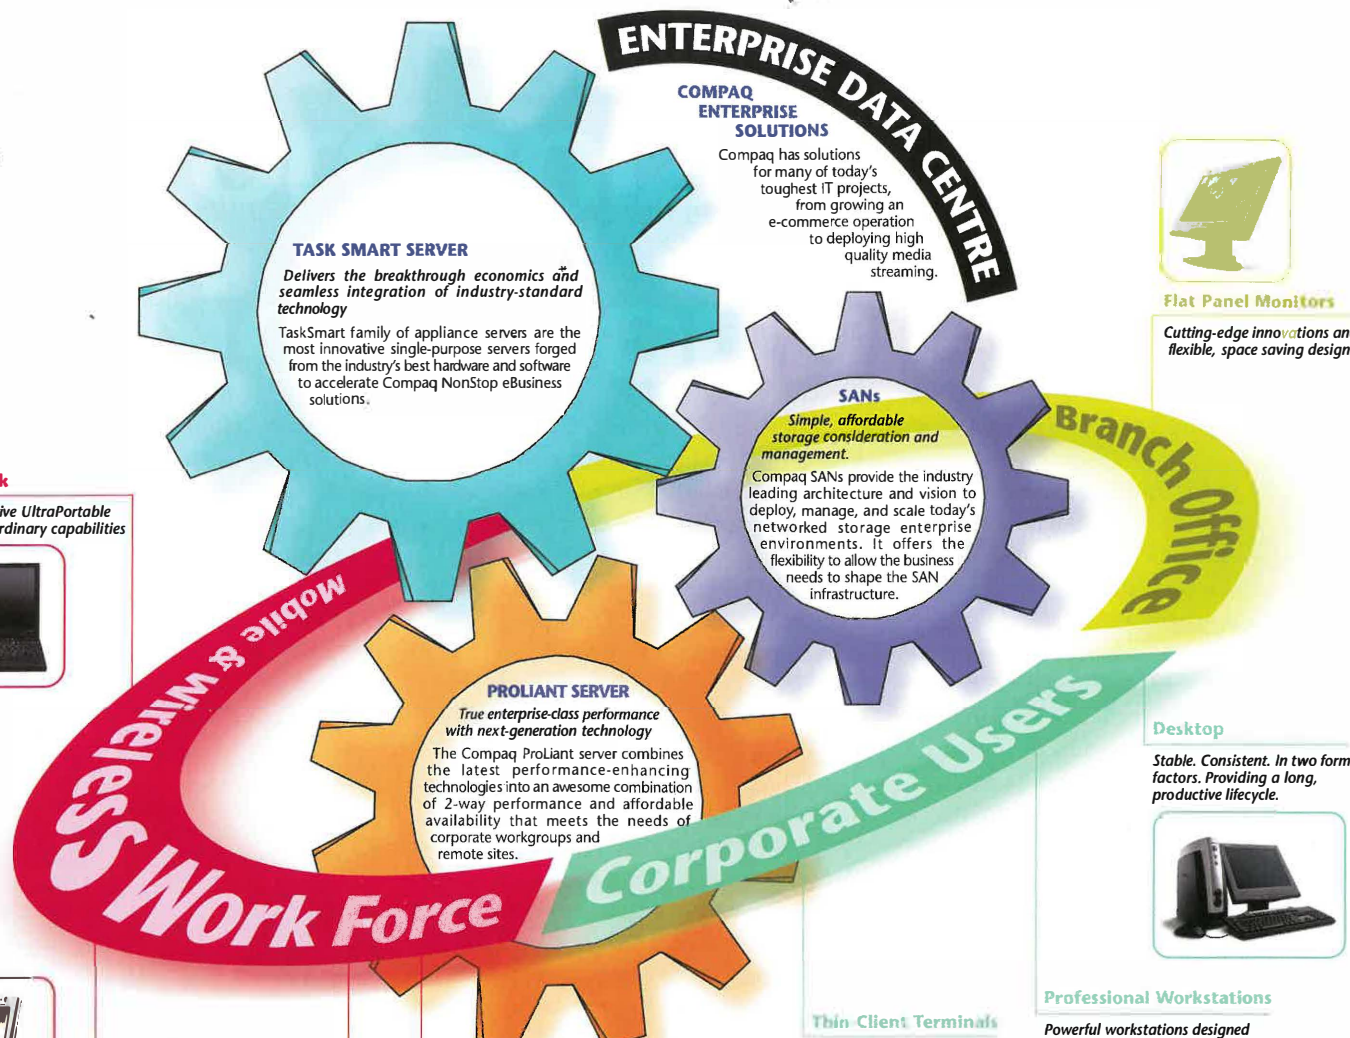 ENTERPRISE DATA CENTRE
COMPAQ
ENTERPRISE
SOLUTIONS
Compaq has solutions
for many of today's
toughest IT projects,
from growing an
e-commerce operation
to deploying high
quality media
streaming.
TASK SMART SERVER
Delivers the breakthrough economics and
seamless integration of industry-standard
technology
TaskSmart family of appliance servers are the
most innovative single-purpose servers forged
from the industry's best hardware and software
to accelerate Compaq NonStop eBusiness
solutions.
Flat Panel Monitors
Cutting-edge innovations an
flexible, space saving design
SANs
Simple, affordable
storage consideration and
management.
Compaq SANs provide the industry
leading architecture and vision to
deploy, manage, and scale today's
networked storage enterprise
environments. It offers the
flexibility to allow the business
needs to shape the SAN
infrastructure.
Branch Office
k
ive UltraPortable
rdinary capabilities
Mobile & wireless Work Force
PROLIANT SERVER
True enterprise-class performance
with next-generation technology
The Compaq ProLiant server combines
the latest performance-enhancing
technologies into an awesome combination
of 2-way performance and affordable
availability that meets the needs of
corporate workgroups and
remote sites.
Corporate Users
Desktop
Stable. Consistent. In two form
factors. Providing a long,
productive lifecycle.
Professional Workstations
Powerful workstations designed
Thin Client Terminals